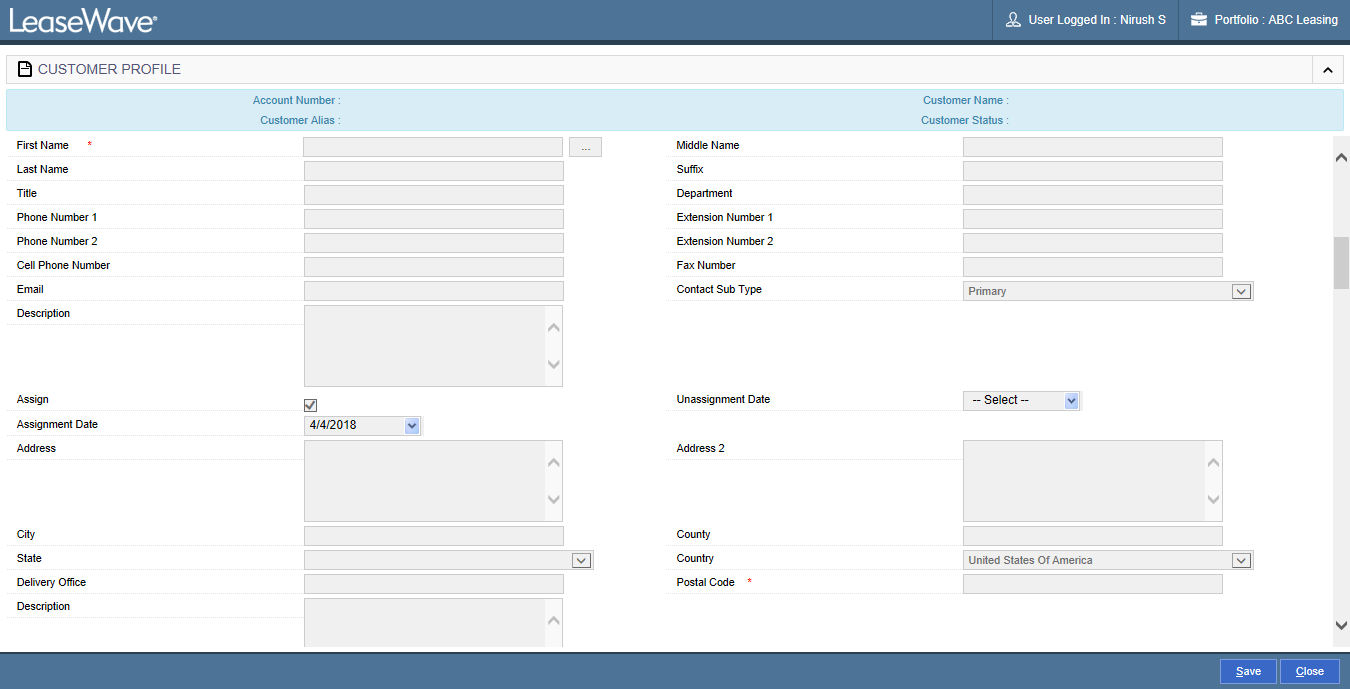 LeaseWave®
User Logged In : Nirush S
Portfolio : ABC Leasing
CUSTOMER PROFILE
Account Number :
Customer Name :
Customer Alias :
Customer Status :
First Name *
...
Middle Name
Last Name
Suffix
Title
Department
Phone Number 1
Extension Number 1
Phone Number 2
Extension Number 2
Cell Phone Number
Fax Number
Email
Contact Sub Type
Primary
Description
Assign
Unassignment Date
-- Select --
Assignment Date
4/4/2018
Address
Address 2
City
County
State
Country
United States Of America
Delivery Office
Postal Code *
Description
Save
Close